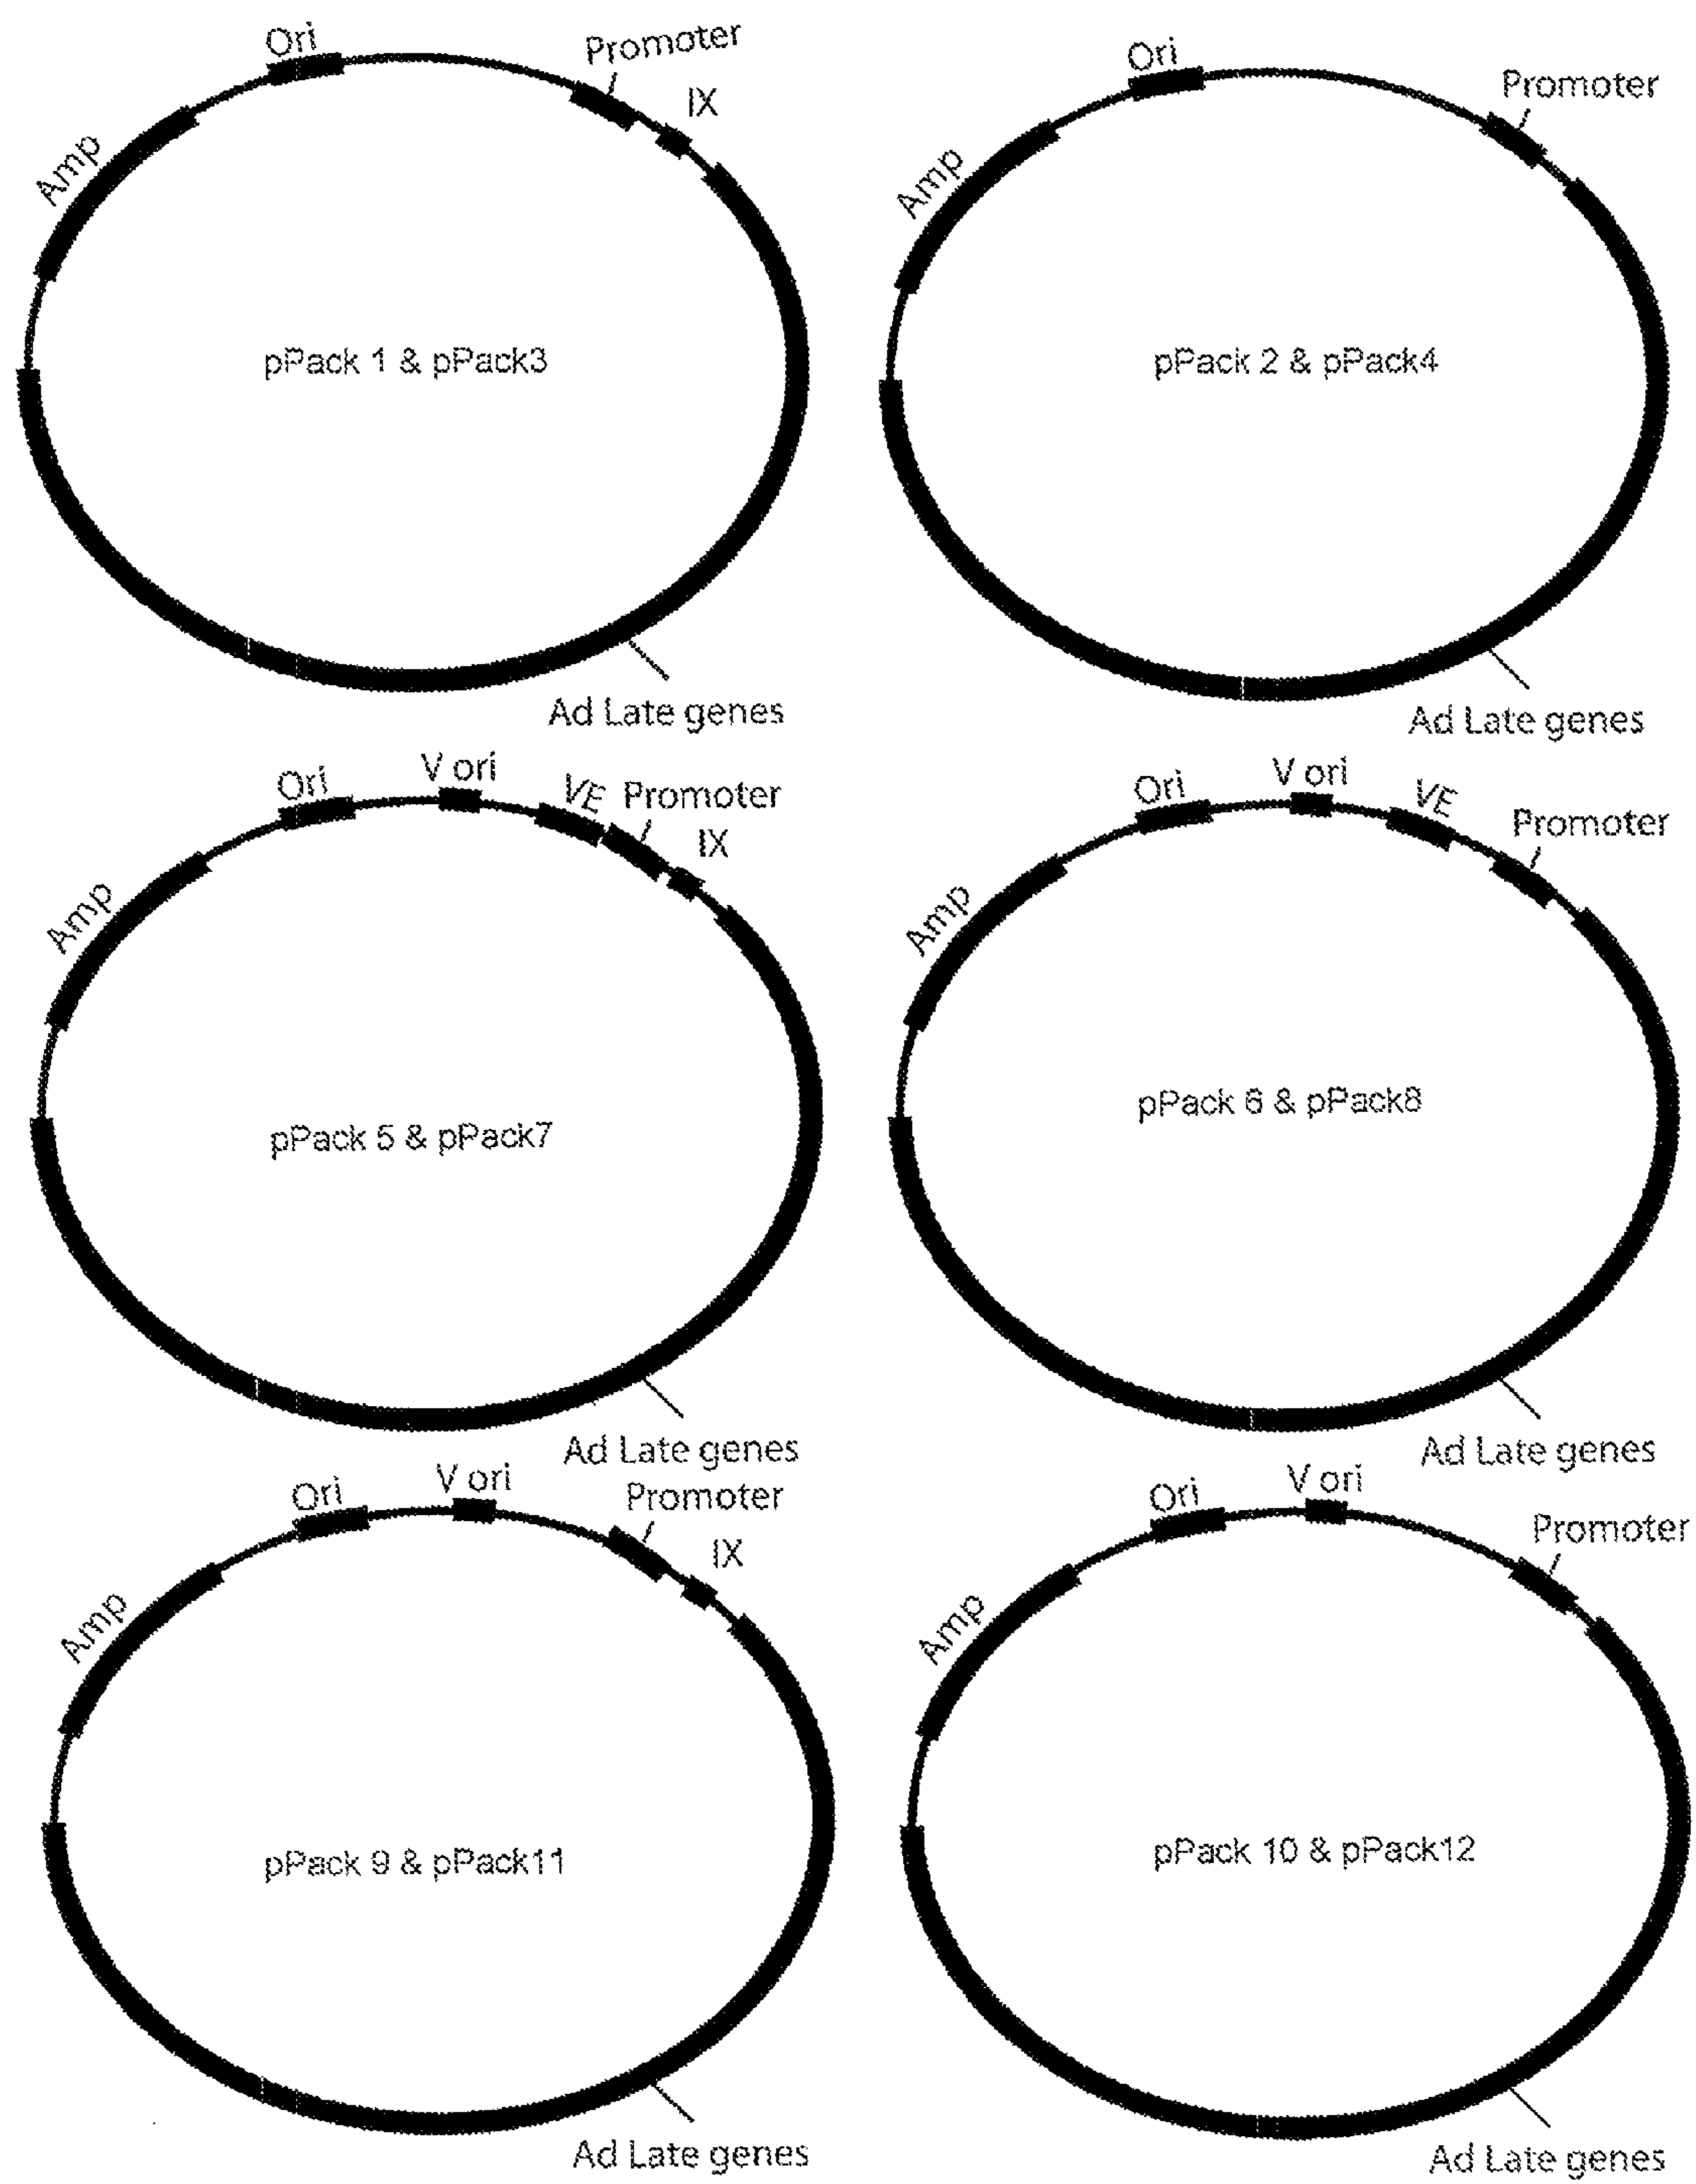 Ori
Promoter
IX
Amp
pPack 1 & pPack3
Ad Late genes
Ori
Promoter
Amp
pPack 2 & pPack4
Ad Late genes
Ori
V ori
VE
Promoter
IX
Amp
pPack 5 & pPack7
Ad Late genes
Ori
V ori
VE
Promoter
Amp
pPack 6 & pPack8
Ad Late genes
Ori
V ori
Promoter
IX
Amp
pPack 9 & pPack11
Ad Late genes
Ori
V ori
Promoter
Amp
pPack 10 & pPack12
Ad Late genes